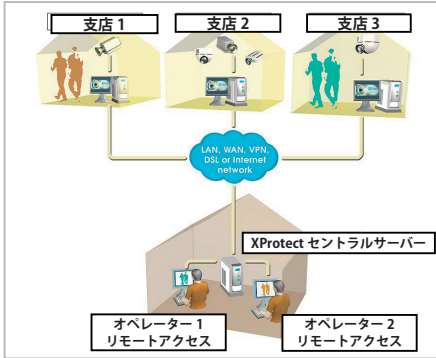 支店 1
支店 2
支店 3
LAN, WAN, VPN,
DSL or Internet
network
XProtect セントラルサーバー
オペレーター 1
リモートアクセス
オペレーター 2
リモートアクセス